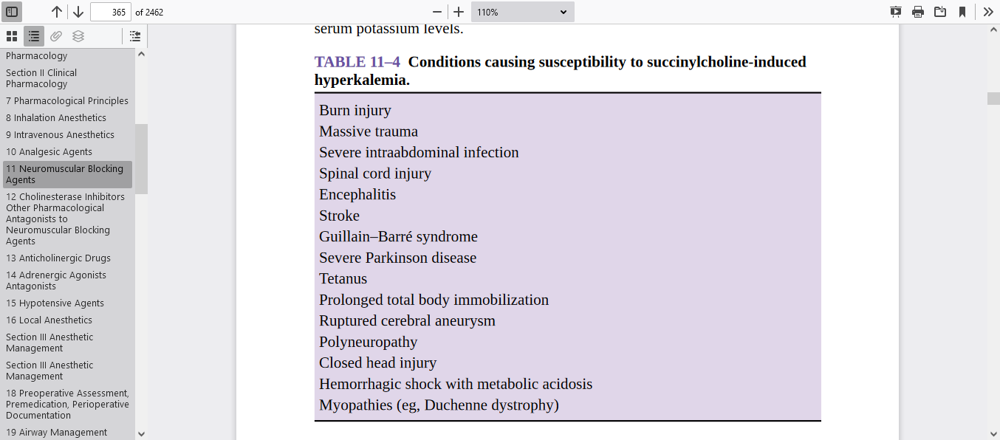 365 of 2462
110%
Pharmacology
Section II Clinical
Pharmacology
7 Pharmacological Principles
8 Inhalation Anesthetics
9 Intravenous Anesthetics
10 Analgesic Agents
11 Neuromuscular Blocking
Agents
12 Cholinesterase Inhibitors
Other Pharmacological
Antagonists to
Neuromuscular Blocking
Agents
13 Anticholinergic Drugs
14 Adrenergic Agonists
Antagonists
15 Hypotensive Agents
16 Local Anesthetics
Section III Anesthetic
Management
Section III Anesthetic
Management
18 Preoperative Assessment,
Premedication, Perioperative
Documentation
19 Airway Management
serum potassium levels.
TABLE 11–4 Conditions causing susceptibility to succinylcholine-induced
hyperkalemia.
Burn injury
Massive trauma
Severe intraabdominal infection
Spinal cord injury
Encephalitis
Stroke
Guillain–Barré syndrome
Severe Parkinson disease
Tetanus
Prolonged total body immobilization
Ruptured cerebral aneurysm
Polyneuropathy
Closed head injury
Hemorrhagic shock with metabolic acidosis
Myopathies (eg, Duchenne dystrophy)